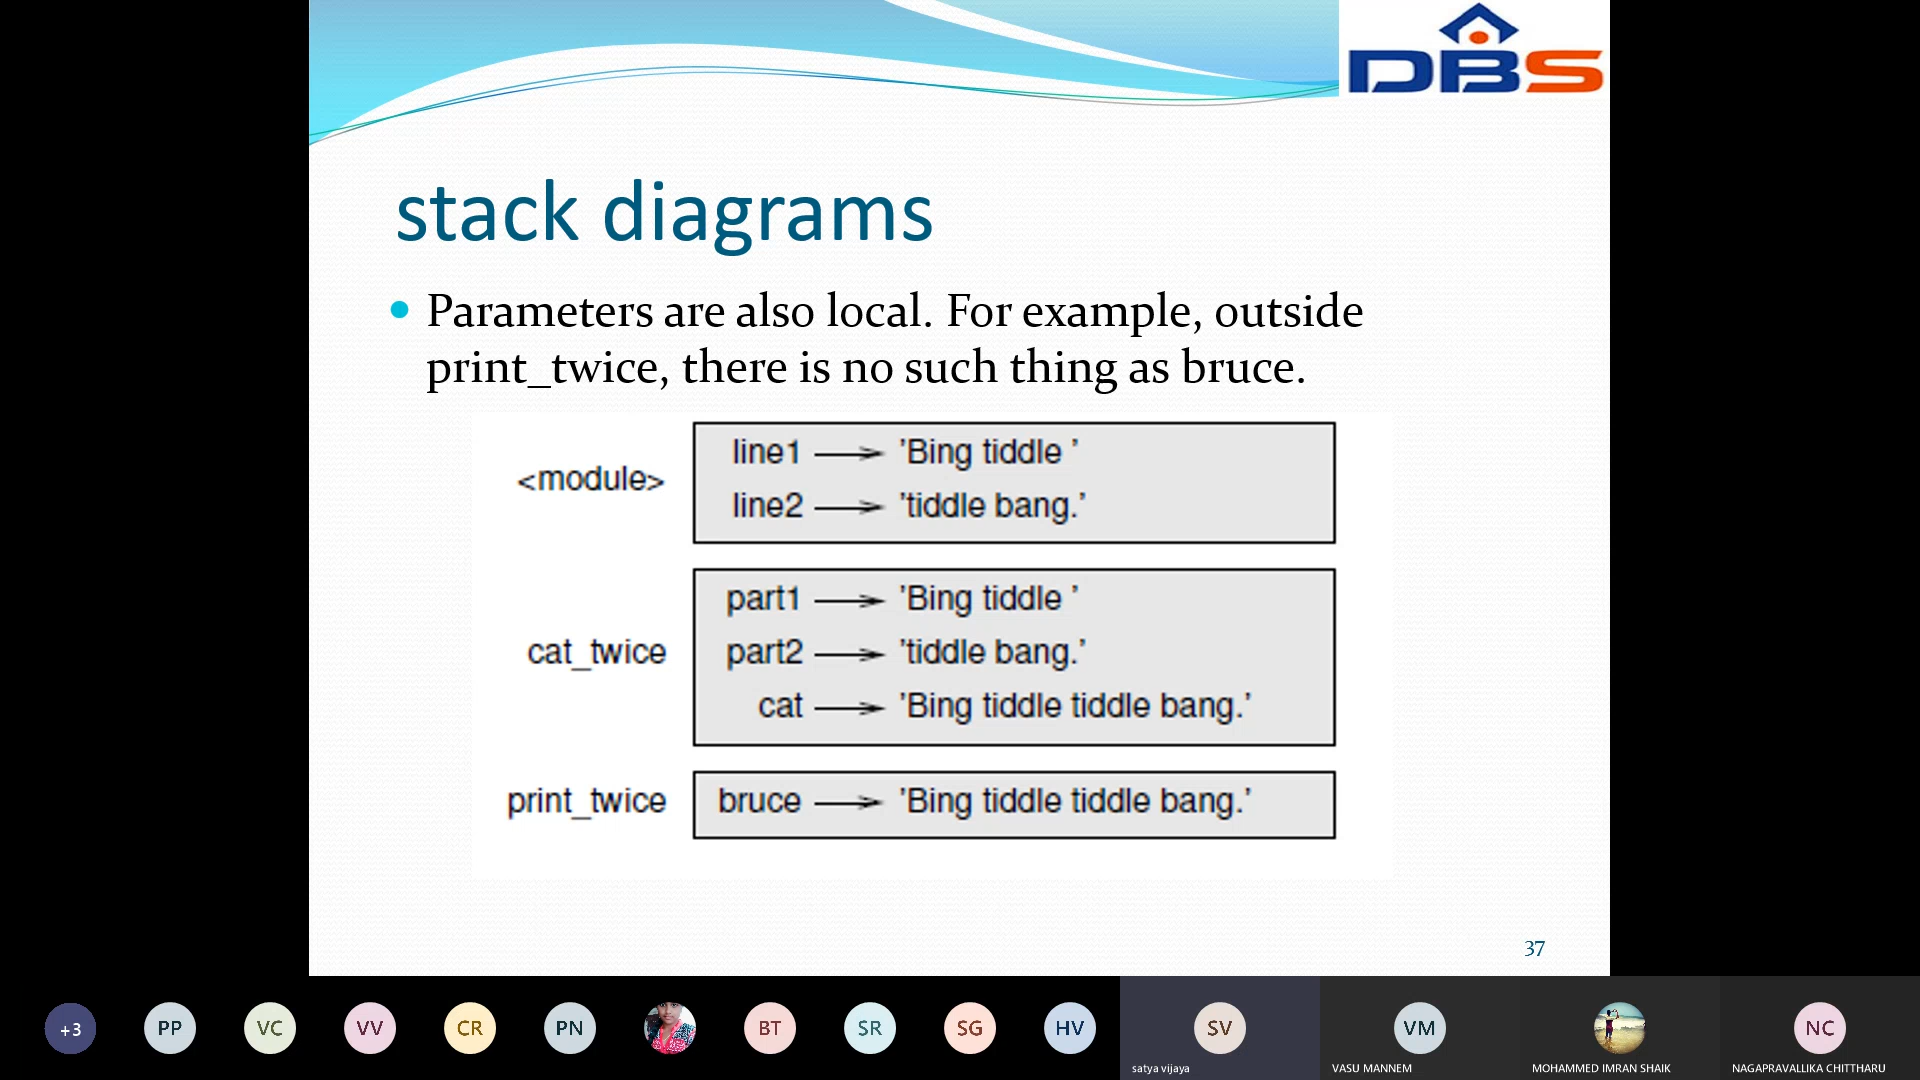 DBS
stack diagrams
Parameters are also local. For example, outside
print_twice, there is no such thing as bruce.
<module>
line1 → ’Bing tiddle ’
line2 → ’tiddle bang.’
cat_twice
part1 → ’Bing tiddle ’
part2 → ’tiddle bang.’
cat → ’Bing tiddle tiddle bang.’
print_twice
bruce → ’Bing tiddle tiddle bang.’
37
+3 PP VC VV CR PN BT SR SG HV SV VM NC
satya vijaya VASU MANNEM MOHAMMED IMRAN SHAIK NAGAPRAVALLIKA CHITTHARU